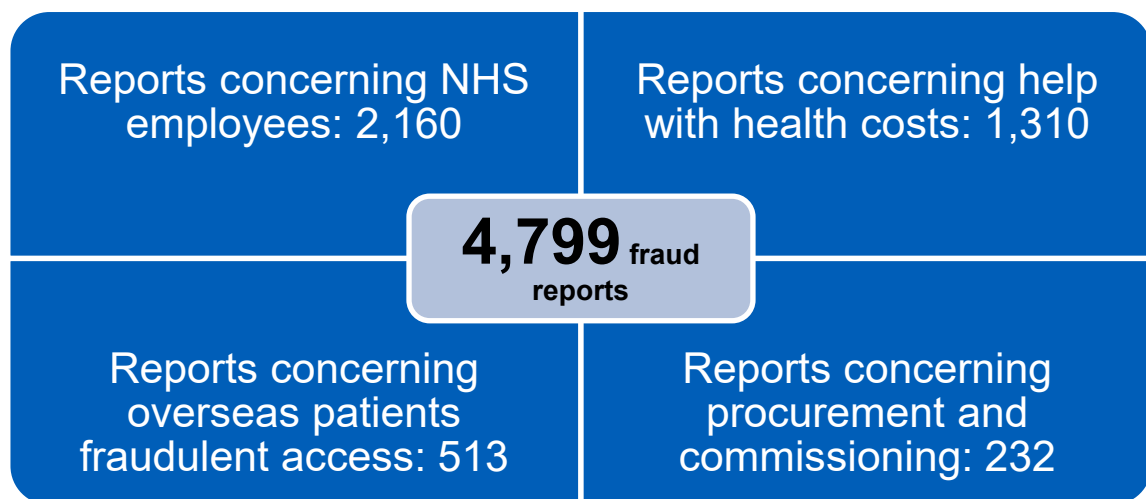 Reports concerning NHS
employees: 2,160
Reports concerning help
with health costs: 1,310
4,799 fraud
reports
Reports concerning
overseas patients
fraudulent access: 513
Reports concerning
procurement and
commissioning: 232